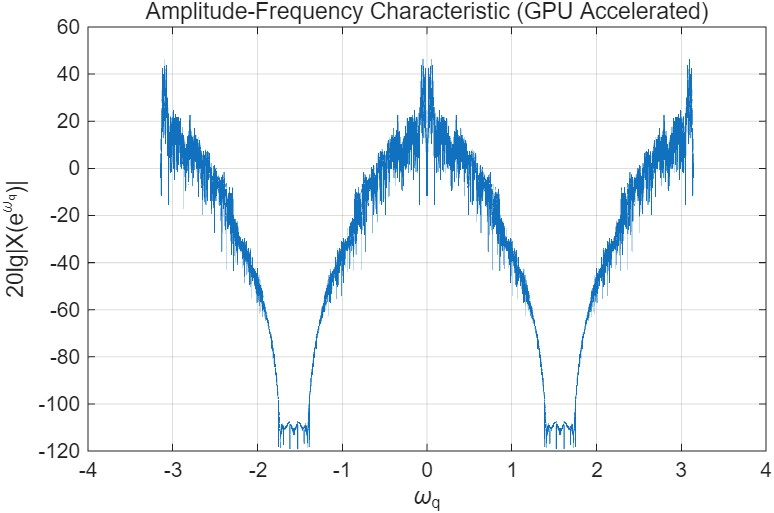 Amplitude-Frequency Characteristic (GPU Accelerated)
60
40
20
0
-20
-40
-60
-80
-100
-120
20lg|X(e^ω_q)|
-4 -3 -2 -1 0 1 2 3 4
ω_q